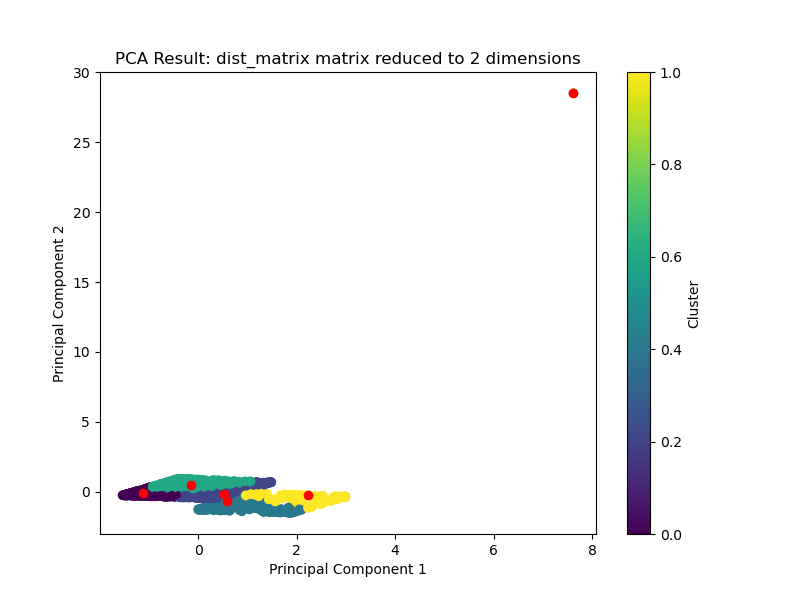 PCA Result: dist_matrix matrix reduced to 2 dimensions
30
25
20
15
10
5
0
Principal Component 2
0 2 4 6 8
Principal Component 1
1.0
0.8
0.6
0.4
0.2
0.0
Cluster